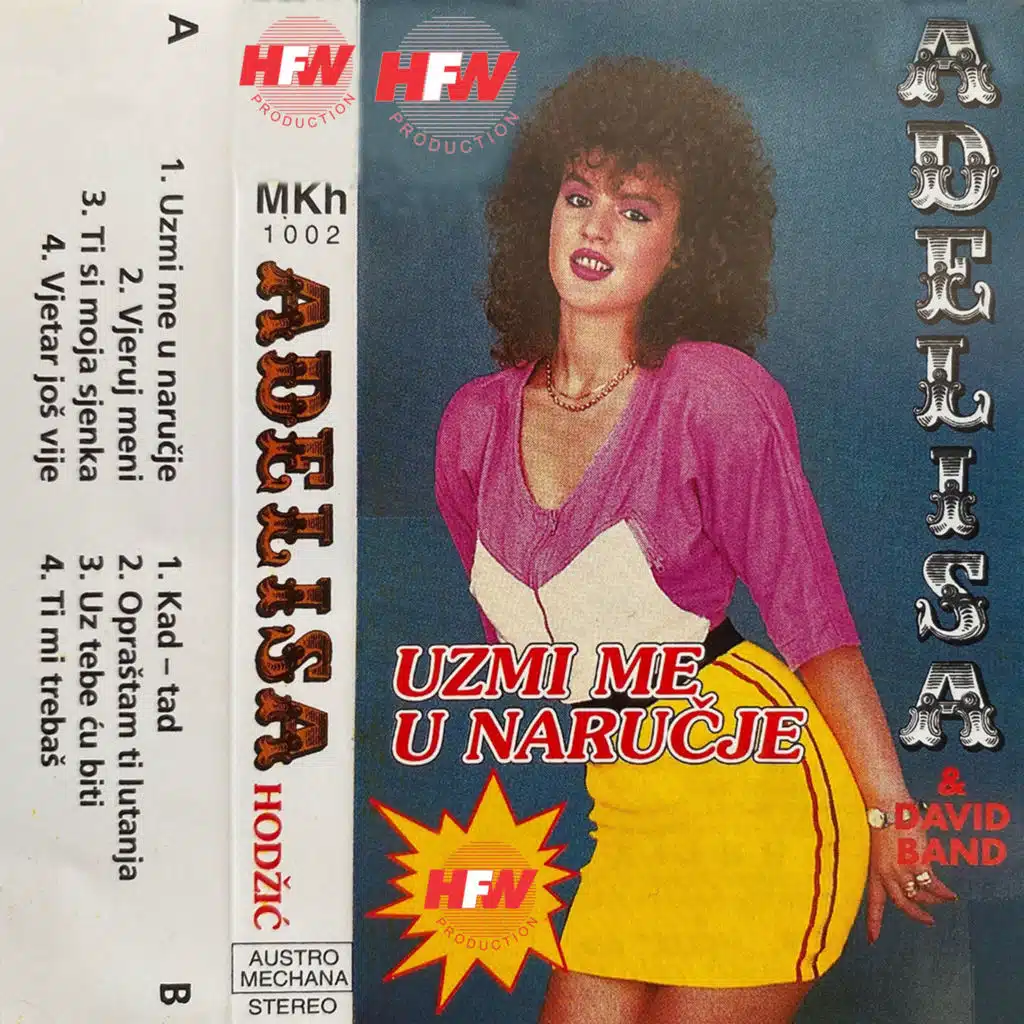 A
1. Uzmi me u naručje
2. Vjeruj meni
3. Ti si moja sjenka
4. Vjetar još vije
1. Kad – tad
2. Opraštam ti lutanja
3. Uz tebe ću biti
4. Ti mi trebaš
B
HFW
PRODUCTION
MKh
1002
ADELISA
HODŽIĆ
AUSTRO
MECHANA
STEREO
HFW
PRODUCTION
ADELISA
& DAVID
BAND
UZMI ME
U NARUČJE
HFW
PRODUCTION